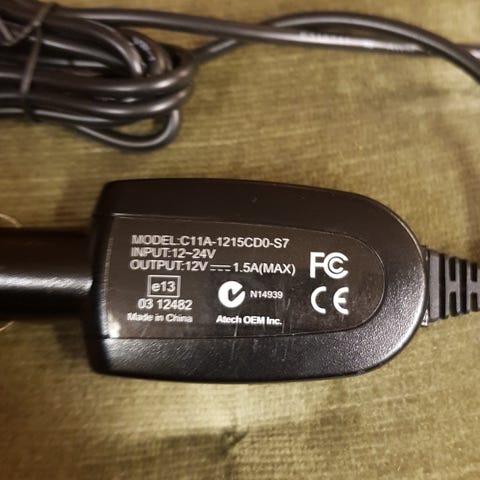 MODEL:C11A-1215CD0-S7
INPUT:12~24V
OUTPUT:12V ⎓ 1.5A(MAX)
FC
e13
03 12482
N14939
CE
Made in China
Atech OEM Inc.